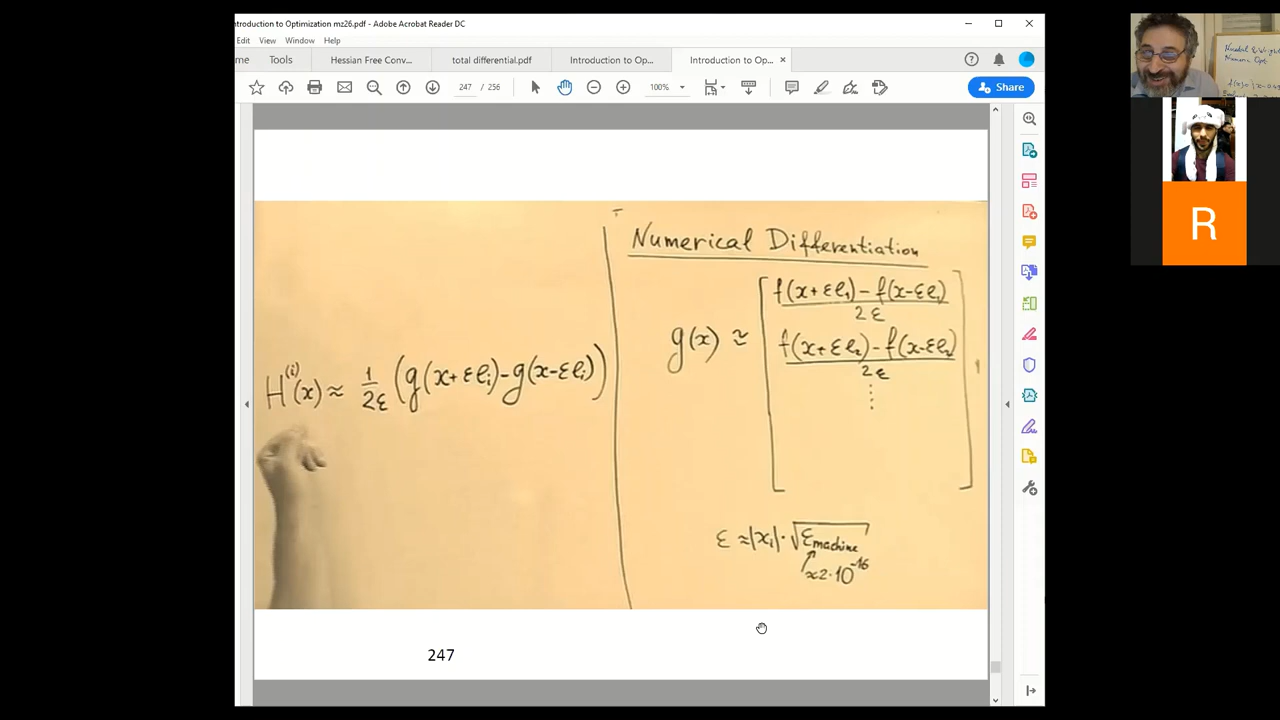 ntroduction to Optimization mz26.pdf - Adobe Acrobat Reader DC
Edit View Window Help
me Tools Hessian Free Conv... total differential.pdf Introduction to Op... Introduction to Op... ×
247 / 256 100% Share
Numerical Differentiation
g(x) ≃ [ f(x+εe₁) - f(x-εe₁) / 2ε
f(x+εe₂) - f(x-εe₂) / 2ε
⋮ ]
H⁽ⁱ⁾(x) ≈ 1/2ε (g(x+εeᵢ) - g(x-εeᵢ))
ε ≈ |xᵢ| · √εmachine
≈2·10⁻¹⁶
247
R